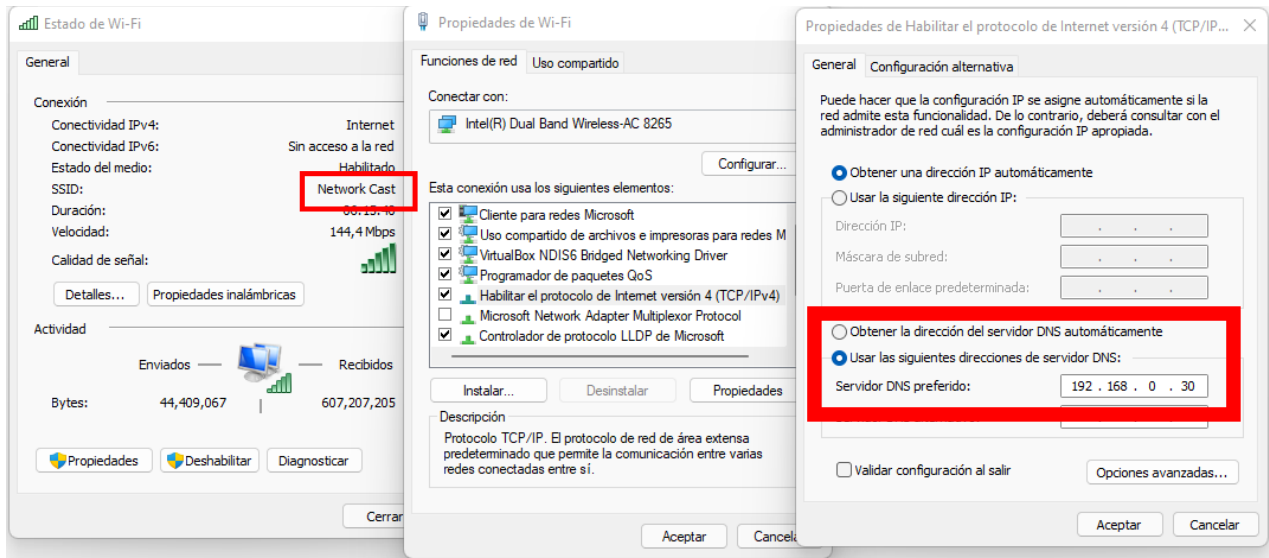 Estado de Wi-Fi
General
Conexión
Conectividad IPv4: Internet
Conectividad IPv6: Sin acceso a la red
Estado del medio: Habilitado
SSID: Network Cast
Duración:
Velocidad: 144,4 Mbps
Calidad de señal:
Detalles... Propiedades inalámbricas
Actividad
Enviados Recibidos
Bytes: 44,409,067 607,207,205
Propiedades Deshabilitar Diagnosticar
Cerrar
Propiedades de Wi-Fi
Funciones de red Uso compartido
Conectar con:
Intel(R) Dual Band Wireless-AC 8265
Configurar...
Esta conexión usa los siguientes elementos:
Cliente para redes Microsoft
Uso compartido de archivos e impresoras para redes M
VirtualBox NDIS6 Bridged Networking Driver
Programador de paquetes QoS
Habilitar el protocolo de Internet versión 4 (TCP/IPv4)
Microsoft Network Adapter Multiplexor Protocol
Controlador de protocolo LLDP de Microsoft
Instalar... Desinstalar Propiedades
Descripción
Protocolo TCP/IP. El protocolo de red de área extensa
predeterminado que permite la comunicación entre varias
redes conectadas entre sí.
Aceptar Cancela
Propiedades de Habilitar el protocolo de Internet versión 4 (TCP/IP...
General Configuración alternativa
Puede hacer que la configuración IP se asigne automáticamente si la
red admite esta funcionalidad. De lo contrario, deberá consultar con el
administrador de red cuál es la configuración IP apropiada.
Obtener una dirección IP automáticamente
Usar la siguiente dirección IP:
Dirección IP: . . .
Máscara de subred: . . .
Puerta de enlace predeterminada: . . .
Obtener la dirección del servidor DNS automáticamente
Usar las siguientes direcciones de servidor DNS:
Servidor DNS preferido: 192 . 168 . 0 . 30
Validar configuración al salir Opciones avanzadas...
Aceptar Cancelar